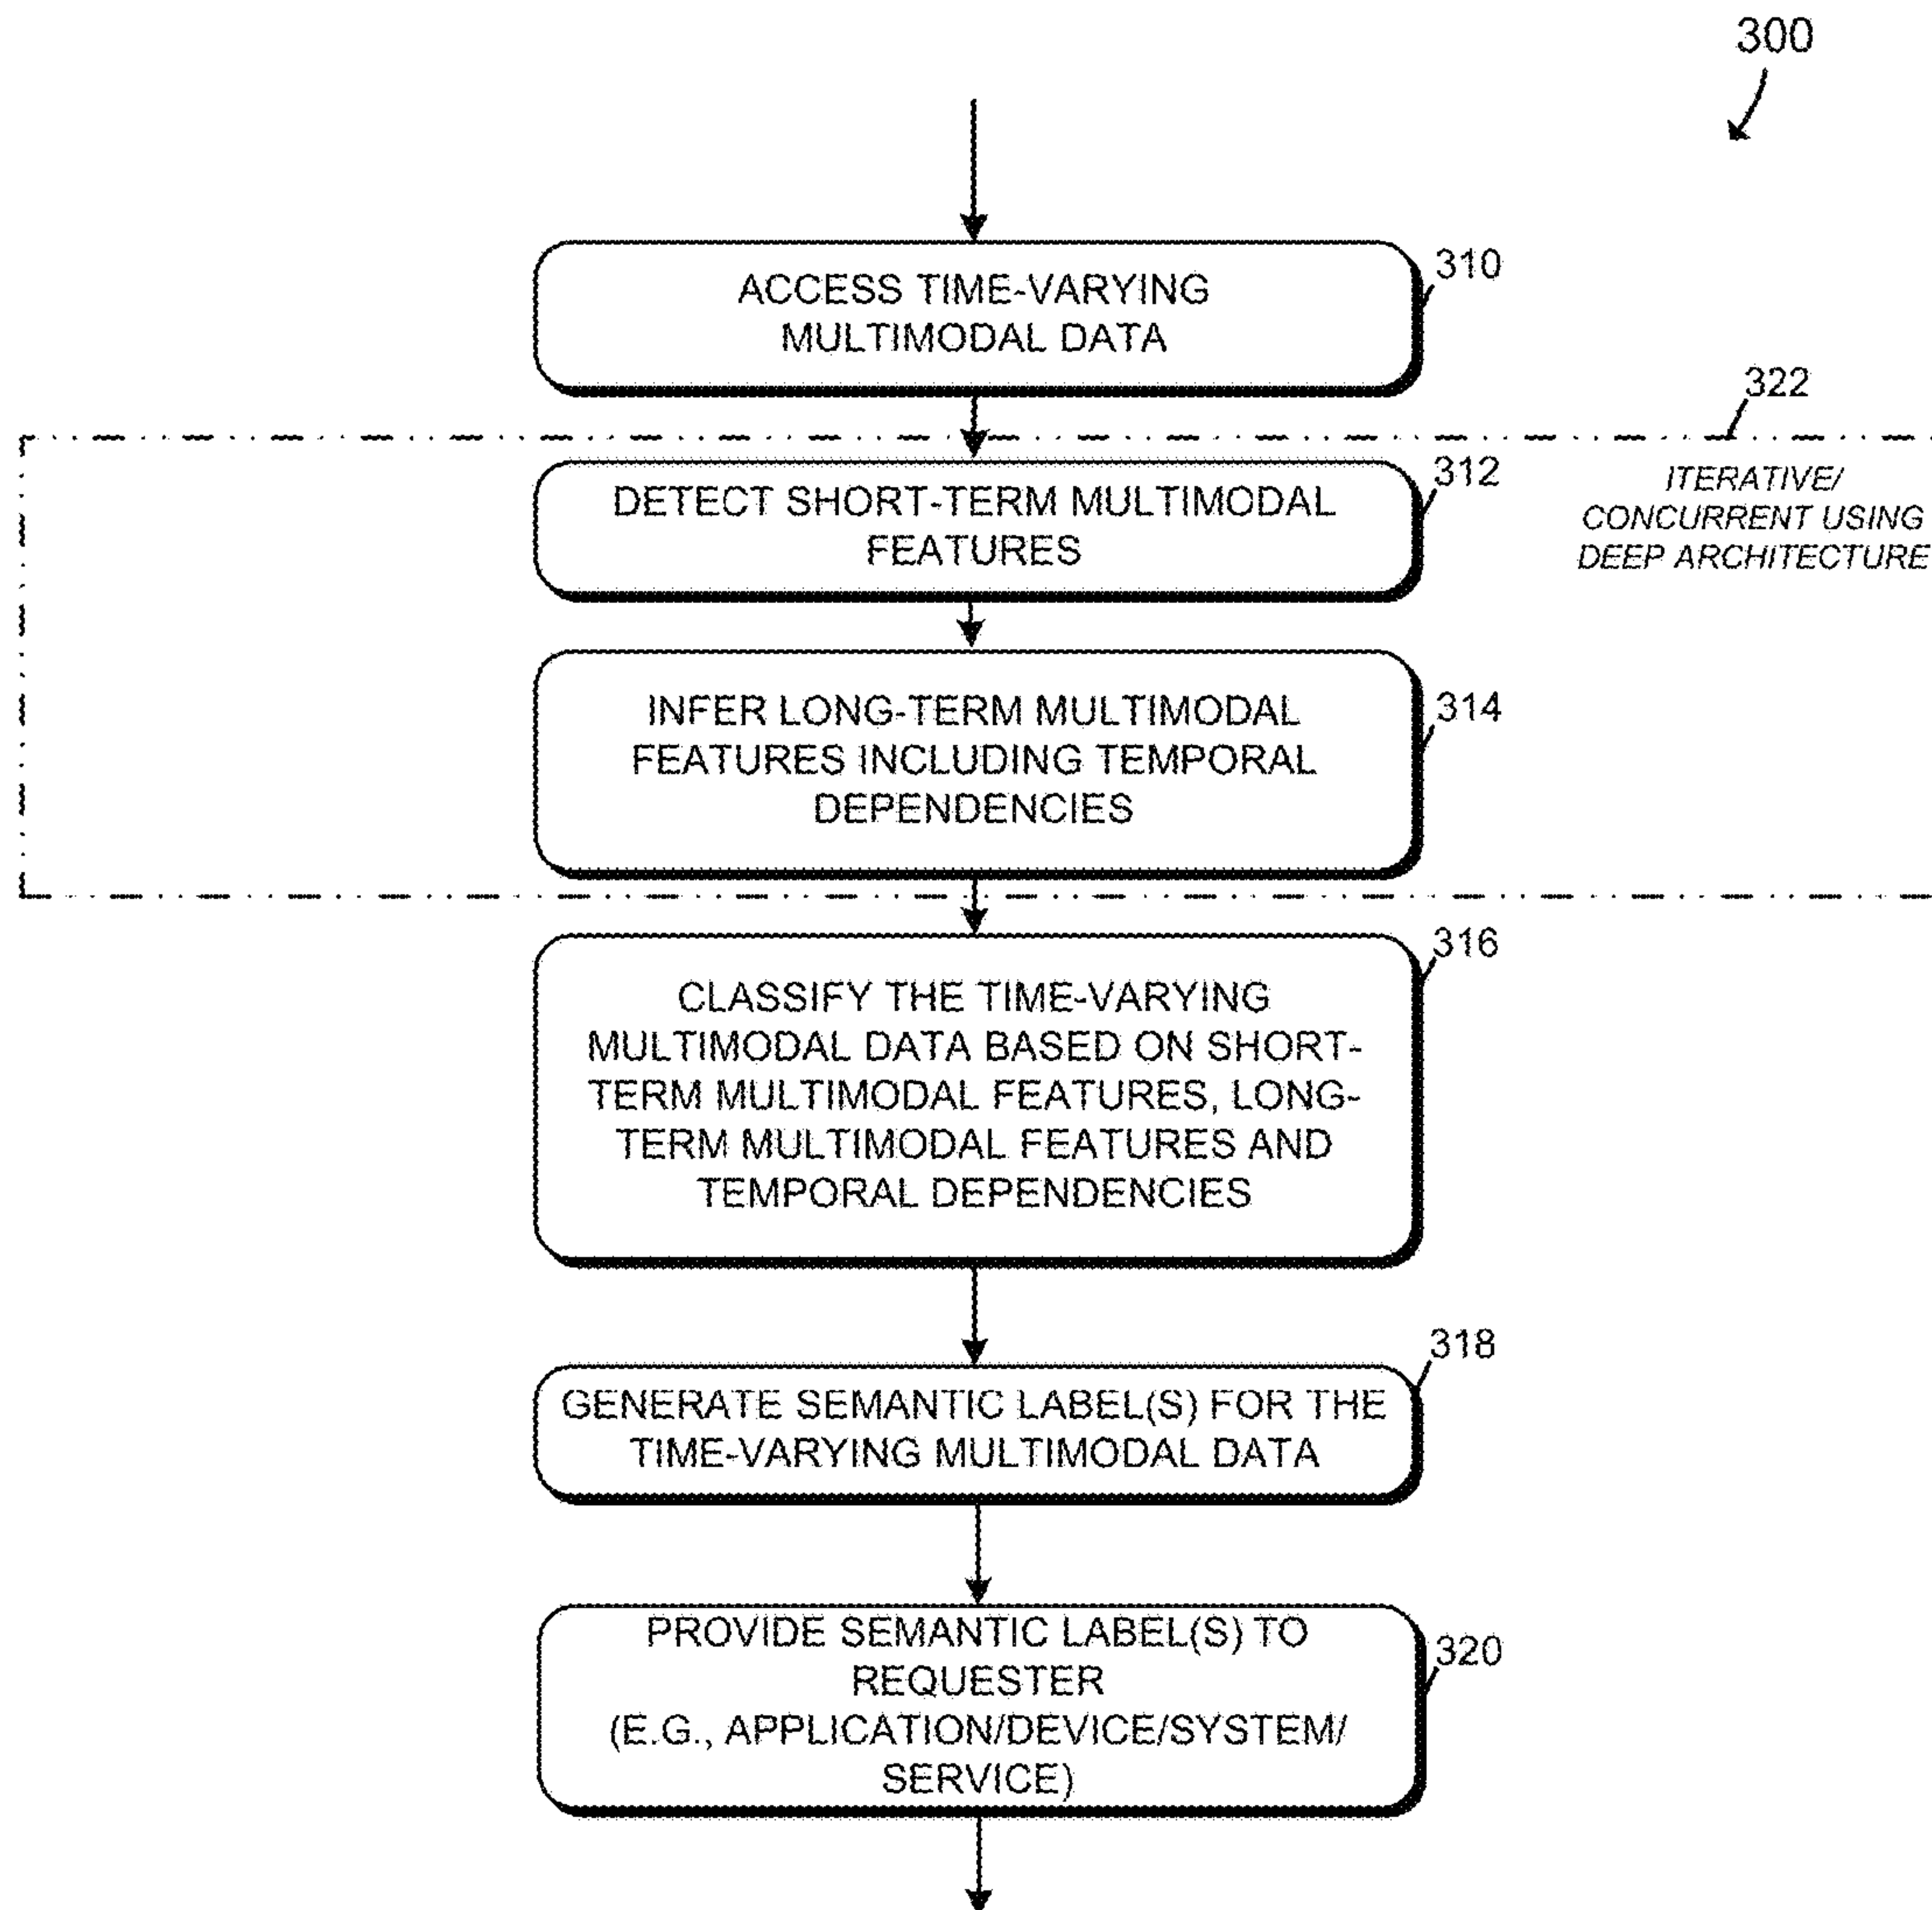 300
ACCESS TIME-VARYING
MULTIMODAL DATA
310
322
DETECT SHORT-TERM MULTIMODAL
FEATURES
312
ITERATIVE/
CONCURRENT USING
DEEP ARCHITECTURE
INFER LONG-TERM MULTIMODAL
FEATURES INCLUDING TEMPORAL
DEPENDENCIES
314
CLASSIFY THE TIME-VARYING
MULTIMODAL DATA BASED ON SHORT-
TERM MULTIMODAL FEATURES, LONG-
TERM MULTIMODAL FEATURES AND
TEMPORAL DEPENDENCIES
316
GENERATE SEMANTIC LABEL(S) FOR THE
TIME-VARYING MULTIMODAL DATA
318
PROVIDE SEMANTIC LABEL(S) TO
REQUESTER
(E.G., APPLICATION/DEVICE/SYSTEM/
SERVICE)
320